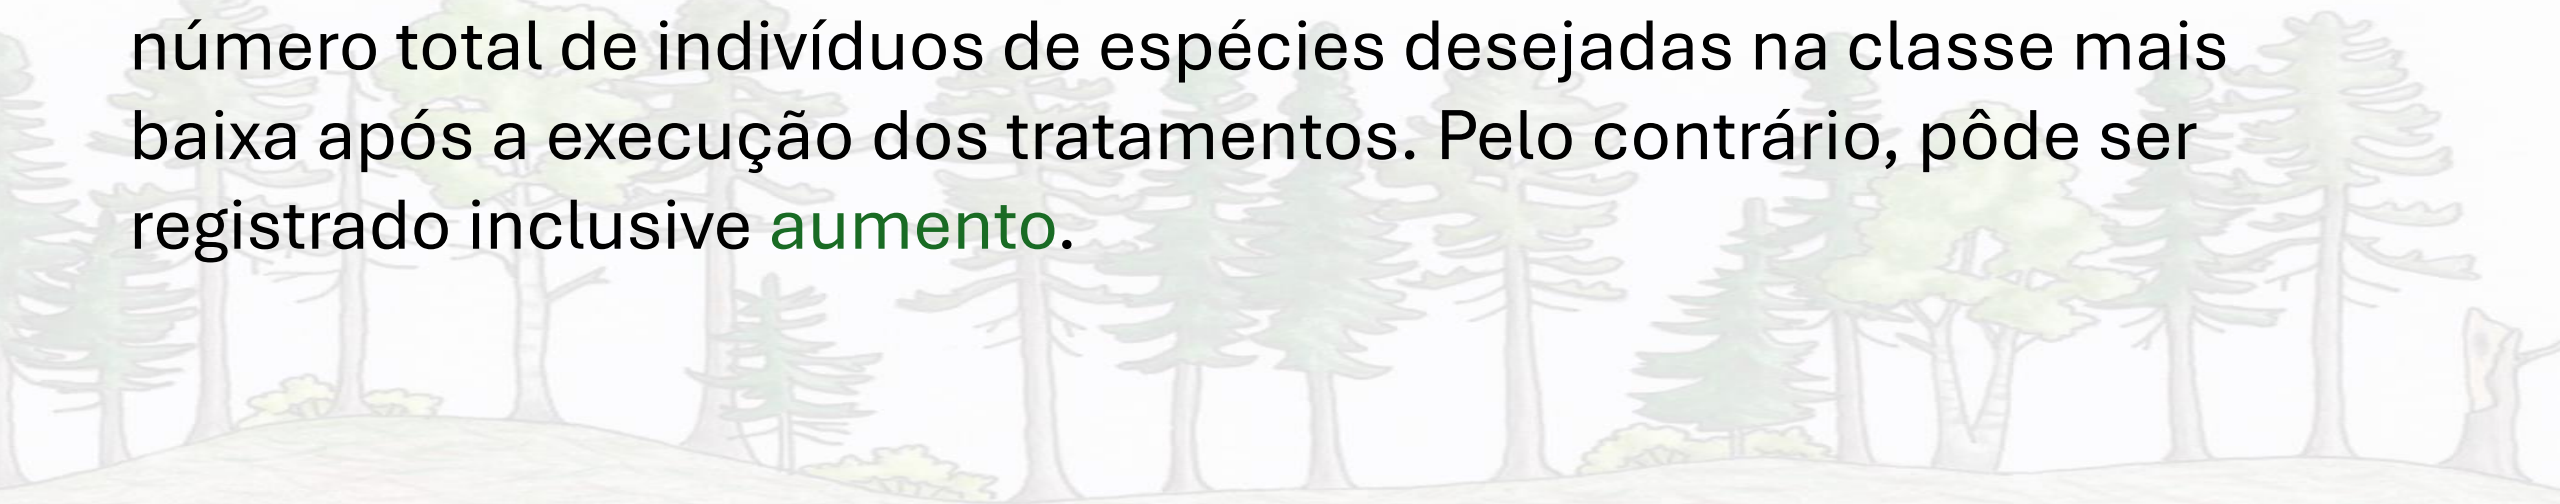 número total de indivíduos de espécies desejadas na classe mais
baixa após a execução dos tratamentos. Pelo contrário, pôde ser
registrado inclusive aumento.